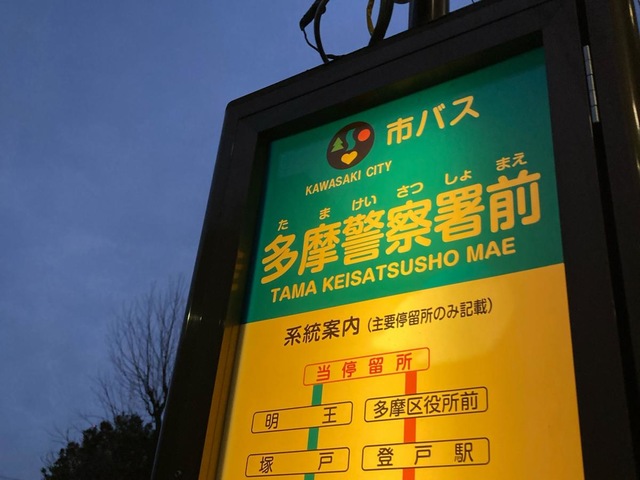 市バス
KAWASAKI CITY
た ま けい さつ しょ まえ
多摩警察署前
TAMA KEISATSUSHO MAE
系統案内 (主要停留所のみ記載)
当停留所
明王 多摩区役所前
塚戸 登戸駅